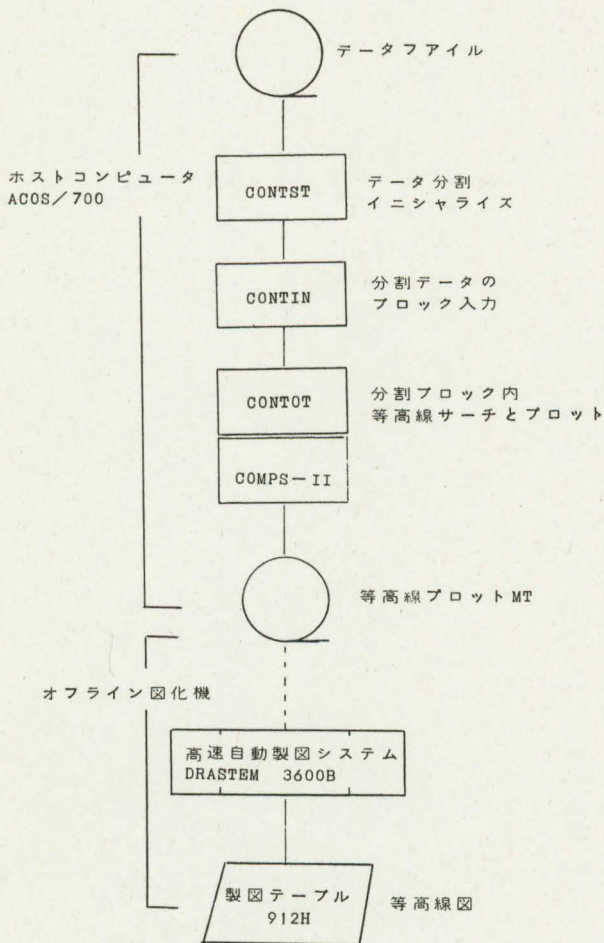 データファイル
ホストコンピュータ
ACOS/700
CONTST
データ分割
イニシャライズ
CONTIN
分割データの
ブロック入力
CONTOT
分割ブロック内
等高線サーチとプロット
COMPS-II
等高線プロットMT
オフライン図化機
高速自動製図システム
DRASTEM 3600B
製図テーブル
912H
等高線図